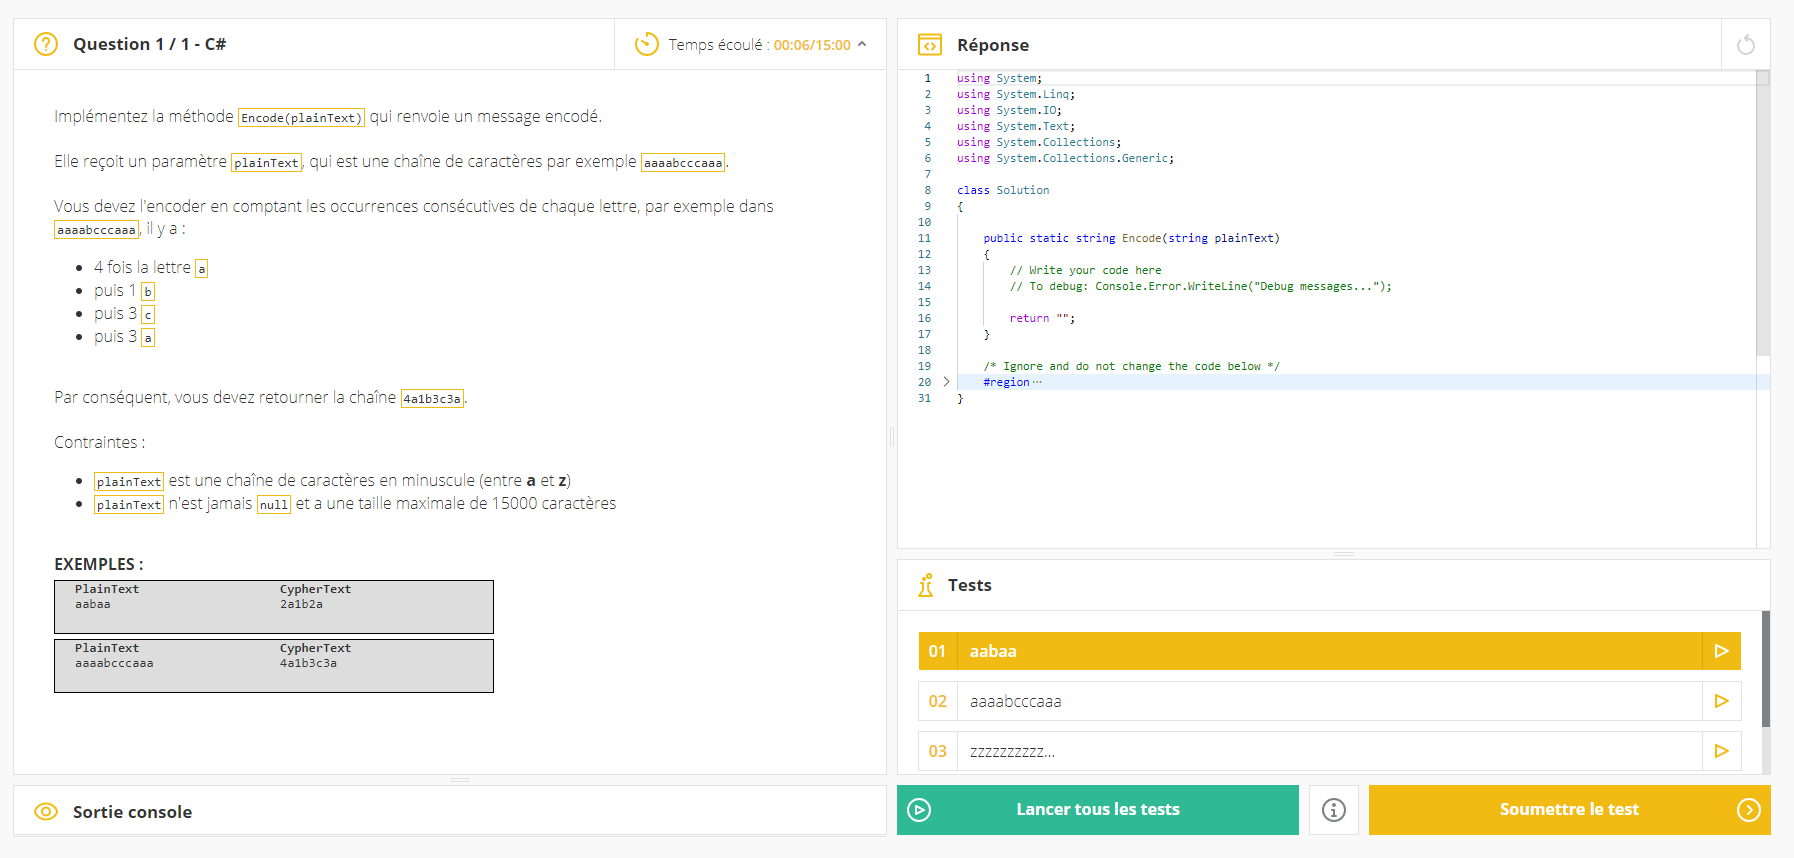 Question 1 / 1 - C#
Temps écoulé : 00:06/15:00
Implémentez la méthode Encode(plainText) qui renvoie un message encodé.
Elle reçoit un paramètre plainText, qui est une chaîne de caractères par exemple aaaabcccaaa.
Vous devez l'encoder en comptant les occurrences consécutives de chaque lettre, par exemple dans
aaaabcccaaa, il y a :
4 fois la lettre a
puis 1 b
puis 3 c
puis 3 a
Par conséquent, vous devez retourner la chaîne 4a1b3c3a.
Contraintes :
plainText est une chaîne de caractères en minuscule (entre a et z)
plainText n'est jamais null et a une taille maximale de 15000 caractères
EXEMPLES :
PlainText CypherText
aabaa 2a1b2a
PlainText CypherText
aaaabcccaaa 4a1b3c3a
Sortie console
Réponse
1 using System;
2 using System.Linq;
3 using System.IO;
4 using System.Text;
5 using System.Collections;
6 using System.Collections.Generic;
7
8 class Solution
9 {
10
11 public static string Encode(string plainText)
12 {
13 // Write your code here
14 // To debug: Console.Error.WriteLine("Debug messages...");
15
16 return "";
17 }
18
19 /* Ignore and do not change the code below */
20 #region ···
31 }
Tests
01 aabaa
02 aaaabcccaaa
03 zzzzzzzzzz...
Lancer tous les tests
Soumettre le test